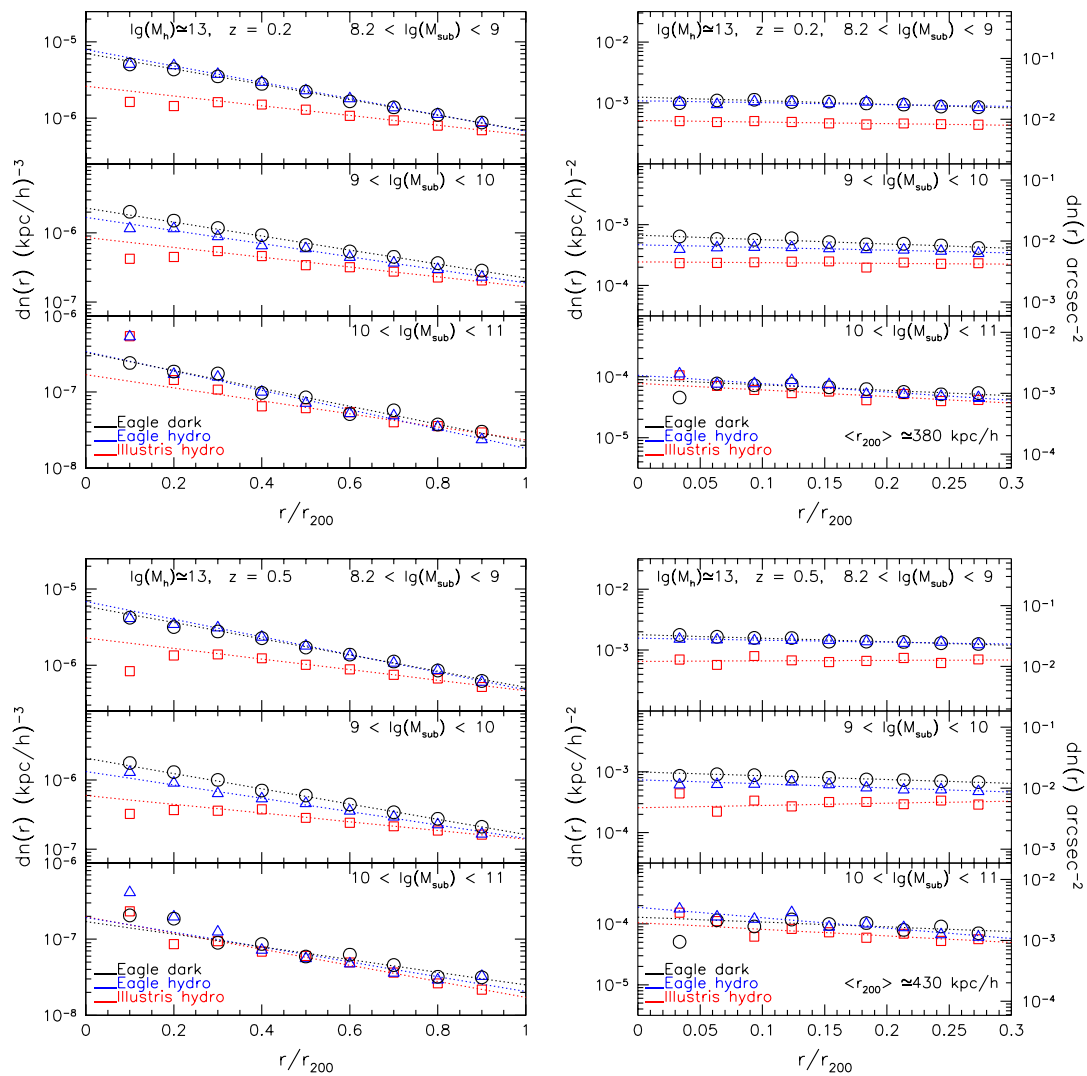 lg(M_h)≃13, z = 0.2 8.2 < lg(M_sub) < 9
10^-5
10^-6
9 < lg(M_sub) < 10
10^-6
10^-7
dn(r) (kpc/h)^-3
10 < lg(M_sub) < 11
10^-6
10^-7
10^-8
Eagle dark
Eagle hydro
Illustris hydro
0 0.2 0.4 0.6 0.8 1
r/r_200
lg(M_h)≃13, z = 0.2, 8.2 < lg(M_sub) < 9
10^-2
10^-3
10^-1
10^-2
9 < lg(M_sub) < 10
10^-3
10^-4
10^-1
10^-2
10^-3
dn(r) (kpc/h)^-2
dn(r) arcsec^-2
10 < lg(M_sub) < 11
10^-4
10^-5
10^-2
10^-3
10^-4
Eagle dark
Eagle hydro
Illustris hydro
<r_200> ≃380 kpc/h
0 0.05 0.1 0.15 0.2 0.25 0.3
r/r_200
lg(M_h)≃13, z = 0.5 8.2 < lg(M_sub) < 9
10^-5
10^-6
9 < lg(M_sub) < 10
10^-6
10^-7
dn(r) (kpc/h)^-3
10 < lg(M_sub) < 11
10^-6
10^-7
10^-8
Eagle dark
Eagle hydro
Illustris hydro
0 0.2 0.4 0.6 0.8 1
r/r_200
lg(M_h)≃13, z = 0.5, 8.2 < lg(M_sub) < 9
10^-2
10^-3
10^-1
10^-2
9 < lg(M_sub) < 10
10^-3
10^-4
10^-1
10^-2
10^-3
dn(r) (kpc/h)^-2
dn(r) arcsec^-2
10 < lg(M_sub) < 11
10^-4
10^-5
10^-2
10^-3
10^-4
Eagle dark
Eagle hydro
Illustris hydro
<r_200> ≃430 kpc/h
0 0.05 0.1 0.15 0.2 0.25 0.3
r/r_200